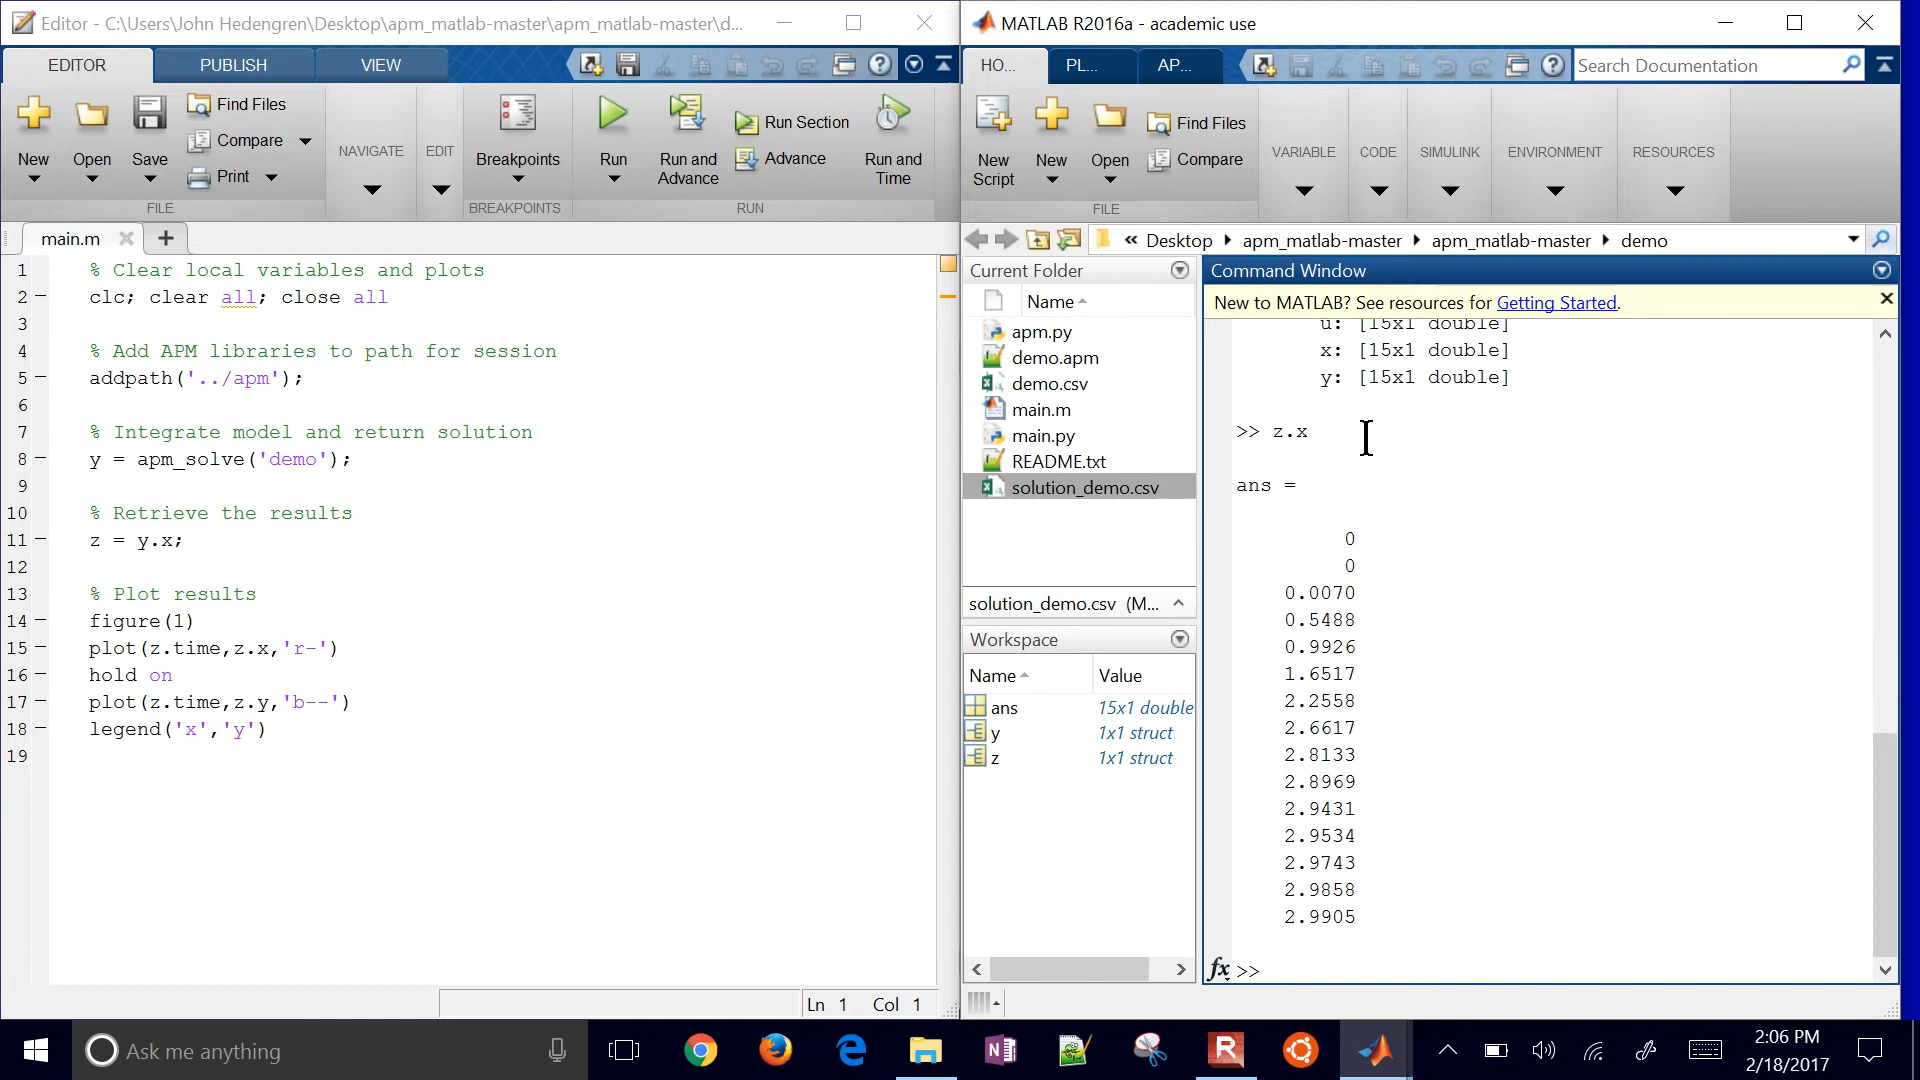 Editor - C:\Users\John Hedengren\Desktop\apm_matlab-master\apm_matlab-master\d...
EDITOR PUBLISH VIEW
New
Open
Save
Find Files
Compare
Print
FILE
NAVIGATE
EDIT
Breakpoints
BREAKPOINTS
Run
Run and Advance
Run Section
Advance
Run and Time
RUN
main.m
1 % Clear local variables and plots
2 clc; clear all; close all
3
4 % Add APM libraries to path for session
5 addpath('../apm');
6
7 % Integrate model and return solution
8 y = apm_solve('demo');
9
10 % Retrieve the results
11 z = y.x;
12
13 % Plot results
14 figure(1)
15 plot(z.time,z.x,'r-')
16 hold on
17 plot(z.time,z.y,'b--')
18 legend('x','y')
19
Ln 1 Col 1
MATLAB R2016a - academic use
HO... PL... AP...
Search Documentation
New Script
New
Open
Find Files
Compare
FILE
VARIABLE
CODE
SIMULINK
ENVIRONMENT
RESOURCES
« Desktop apm_matlab-master apm_matlab-master demo
Current Folder
Name
apm.py
demo.apm
demo.csv
main.m
main.py
README.txt
solution_demo.csv
solution_demo.csv (M...
Workspace
Name Value
ans 15x1 double
y 1x1 struct
z 1x1 struct
Command Window
New to MATLAB? See resources for Getting Started.
u: [15x1 double]
x: [15x1 double]
y: [15x1 double]
>> z.x
ans =
0
0
0.0070
0.5488
0.9926
1.6517
2.2558
2.6617
2.8133
2.8969
2.9431
2.9534
2.9743
2.9858
2.9905
fx >>
Ask me anything
2:06 PM
2/18/2017